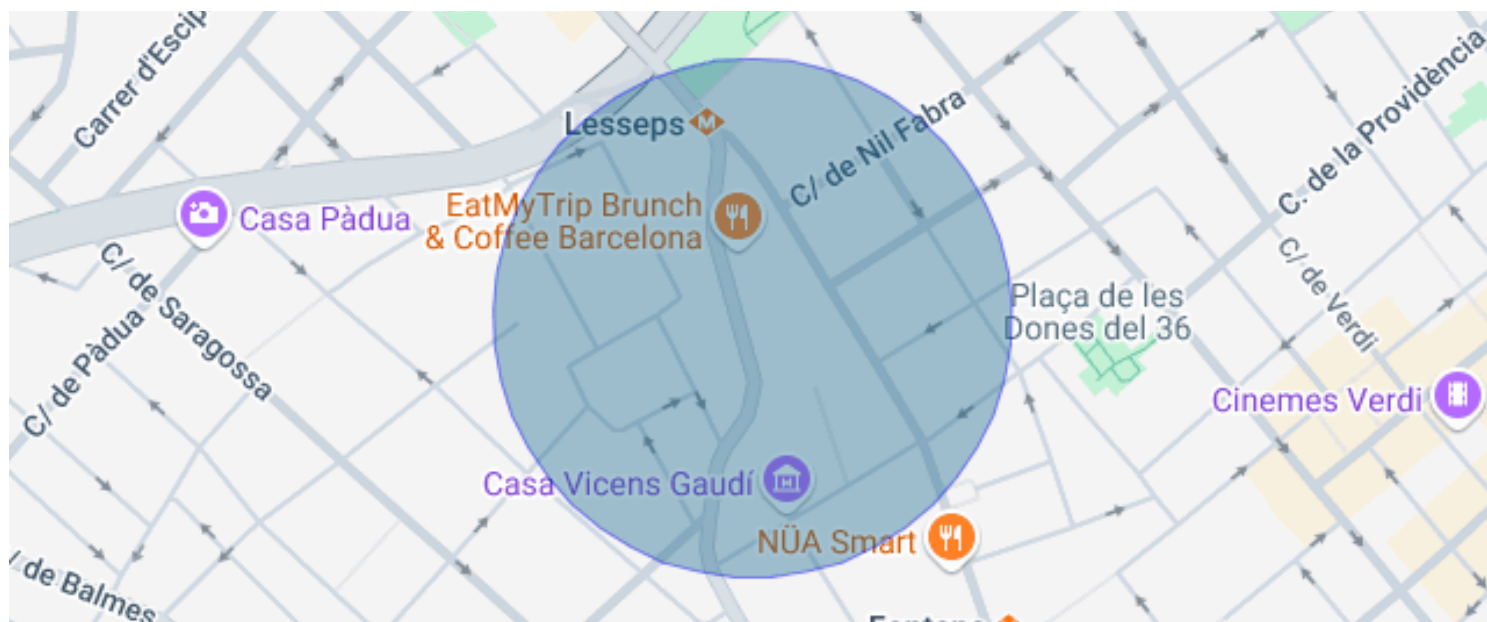 Carrer d'Escip
Lesseps
C/ de Nil Fabra
C. de la Providència
EatMyTrip Brunch
& Coffee Barcelona
Casa Pàdua
C/ de Saragossa
C/ de Pàdua
Plaça de les
Dones del 36
C/ de Verdi
Cinemes Verdi
Casa Vicens Gaudí
NÜA Smart
/ de Balmes